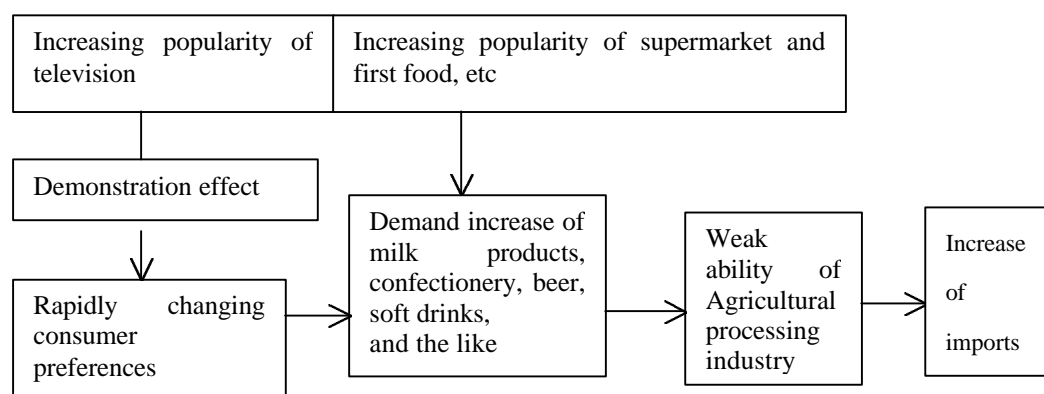 Increasing popularity of
television
Increasing popularity of supermarket and
first food, etc
Demonstration effect
Rapidly changing
consumer
preferences
Demand increase of
milk products,
confectionery, beer,
soft drinks,
and the like
Weak
ability of
Agricultural
processing
industry
Increase
of
imports